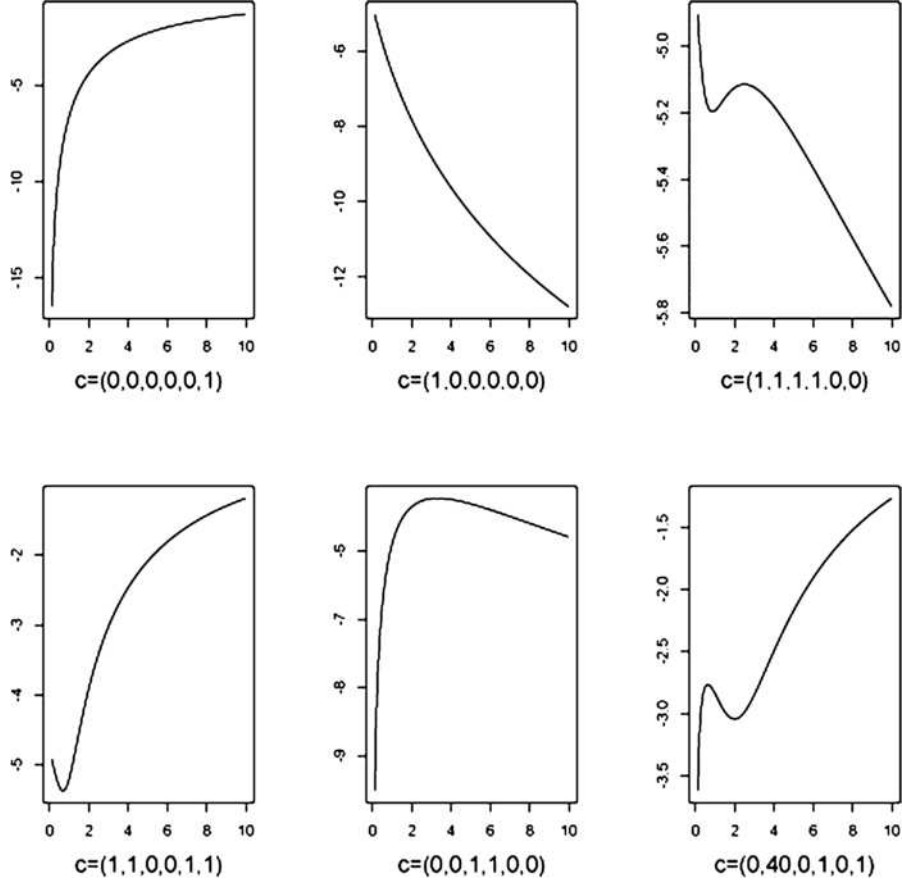 -5
-10
-15
0 2 4 6 8 10
c=(0,0,0,0,0,1)
-6
-8
-10
-12
0 2 4 6 8 10
c=(1.0.0.0.0,0)
-5.0
-5.2
-5.4
-5.6
-5.8
0 2 4 6 8 10
c=(1.1.1.1.0,0)
-2
-3
-4
-5
0 2 4 6 8 10
c=(1,1,0,0,1,1)
-6
-7
-8
-9
0 2 4 6 8 10
c=(0,0,1,1,0,0)
-1.5
-2.0
-2.5
-3.0
-3.5
0 2 4 6 8 10
c=(0,40,0,1,0,1)